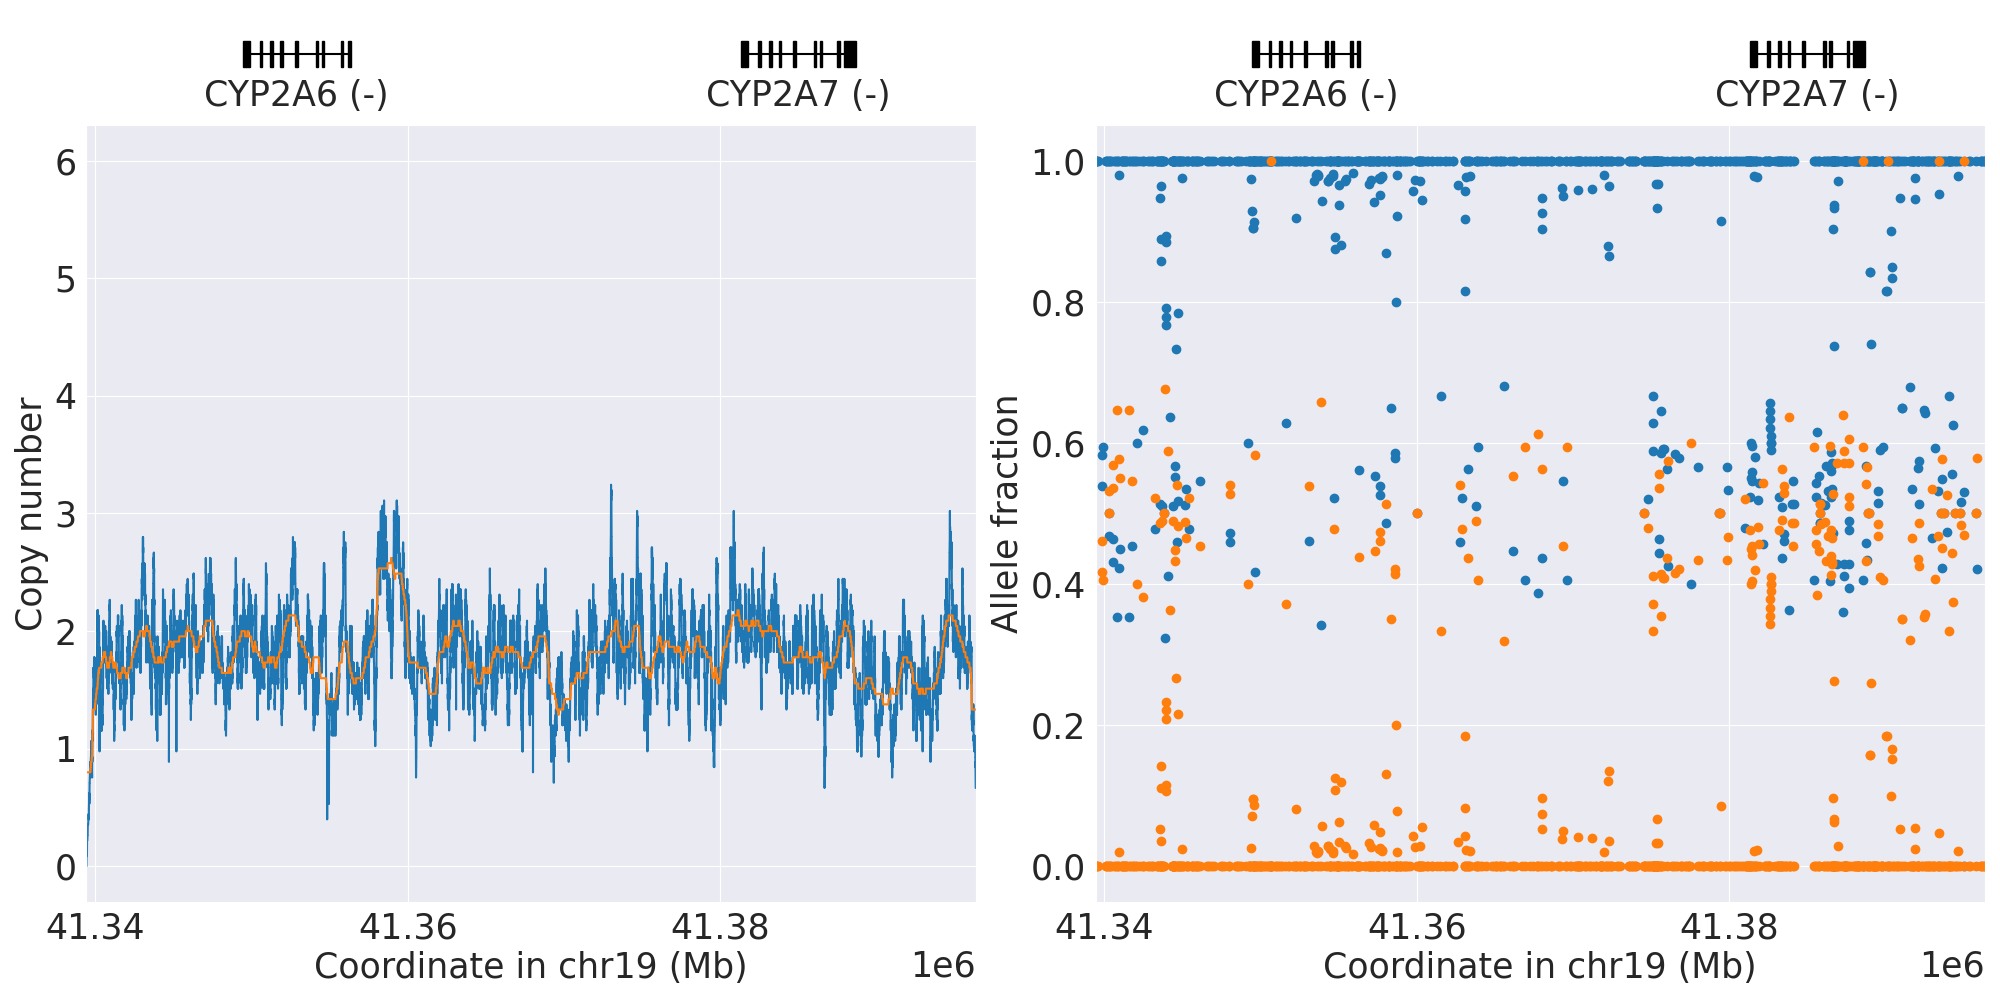 CYP2A6 (-)
CYP2A7 (-)
CYP2A6 (-)
CYP2A7 (-)
Copy number
6
5
4
3
2
1
0
41.34
41.36
41.38
Coordinate in chr19 (Mb)
1e6
Allele fraction
1.0
0.8
0.6
0.4
0.2
0.0
41.34
41.36
41.38
Coordinate in chr19 (Mb)
1e6